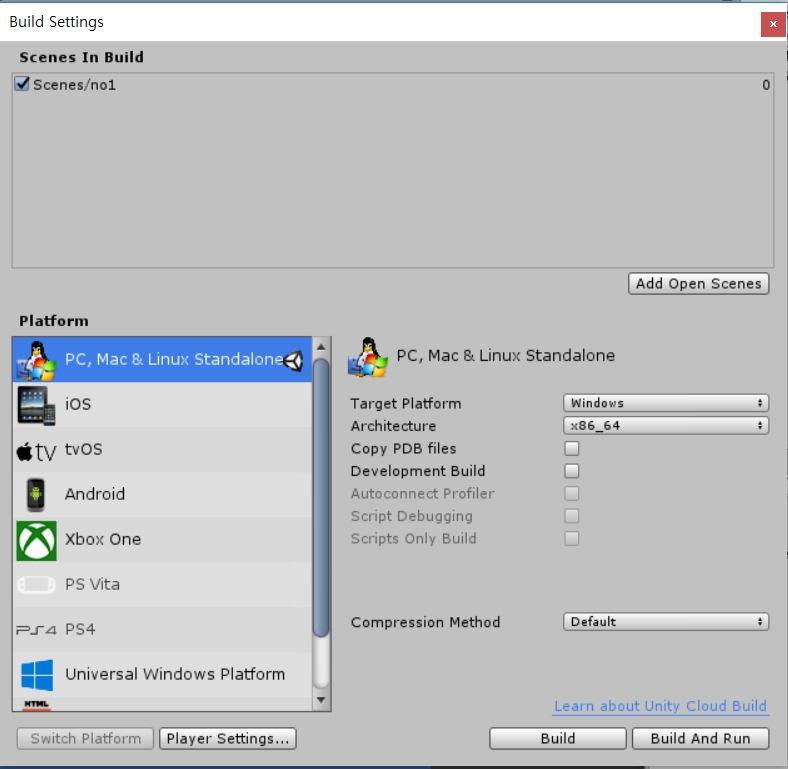 Build Settings
Scenes In Build
Scenes/no1 0
Add Open Scenes
Platform
PC, Mac & Linux Standalone
iOS
tv tvOS
Android
Xbox One
PS Vita
PS4 PS4
Universal Windows Platform
HTML
PC, Mac & Linux Standalone
Target Platform Windows
Architecture x86_64
Copy PDB files
Development Build
Autoconnect Profiler
Script Debugging
Scripts Only Build
Compression Method Default
Learn about Unity Cloud Build
Switch Platform Player Settings... Build Build And Run